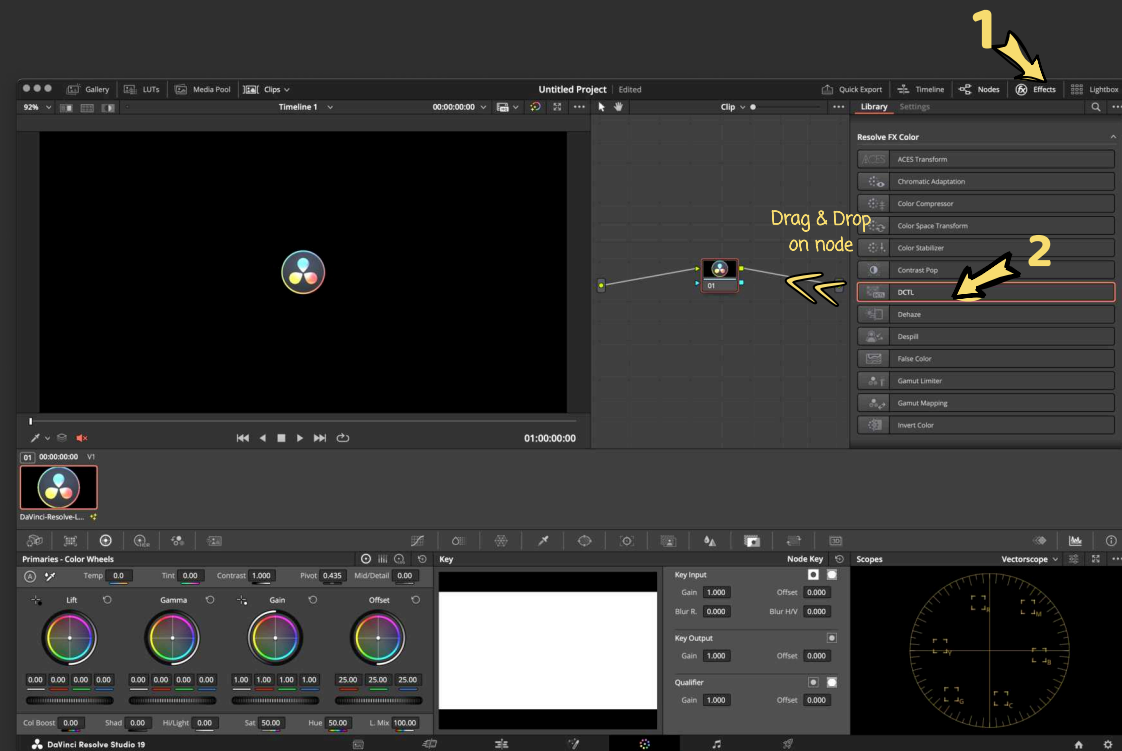 1
Gallery LUTs Media Pool Clips Untitled Project Edited Quick Export Timeline Nodes fx Effects Lightbox
92% Timeline 1 00:00:00:00 Clip Library Settings
Resolve FX Color
ACES ACES Transform
Chromatic Adaptation
Color Compressor
Drag & Drop
on node
Color Space Transform
Color Stabilizer
2
Contrast Pop
DCTL
01
Dehaze
Despill
False Color
Gamut Limiter
Gamut Mapping
Invert Color
01:00:00:00
01 00:00:00:00 V1
DaVinci-Resolve-L...
Primaries - Color Wheels Key Node Key Scopes Vectorscope
A Temp 0.0 Tint 0.00 Contrast 1.000 Pivot 0.435 Mid/Detail 0.00
Lift Gamma Gain Offset
0.00 0.00 0.00 0.00 0.00 0.00 0.00 0.00 1.00 1.00 1.00 1.00 25.00 25.00 25.00
Col Boost 0.00 Shad 0.00 Hi/Light 0.00 Sat 50.00 Hue 50.00 L. Mix 100.00
Key Input
Gain 1.000 Offset 0.000
Blur R. 0.000 Blur H/V 0.000
Key Output
Gain 1.000 Offset 0.000
Qualifier
Gain 1.000 Offset 0.000
R
M
Y
B
G
C
DaVinci Resolve Studio 19